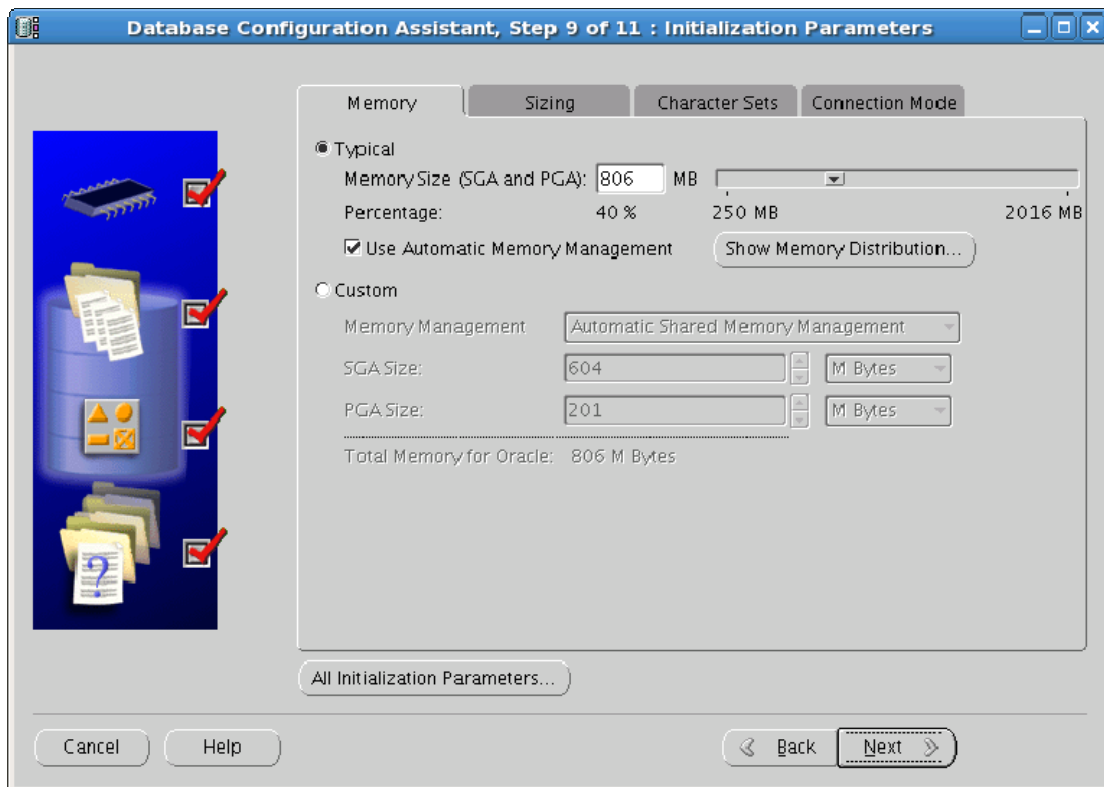 Database Configuration Assistant, Step 9 of 11 : Initialization Parameters
Memory Sizing Character Sets Connection Mode
Typical
Memory Size (SGA and PGA): 806 MB
Percentage: 40 % 250 MB 2016 MB
Use Automatic Memory Management Show Memory Distribution...
Custom
Memory Management Automatic Shared Memory Management
SGA Size: 604 M Bytes
PGA Size: 201 M Bytes
Total Memory for Oracle: 806 M Bytes
?
All Initialization Parameters...
Cancel Help Back Next